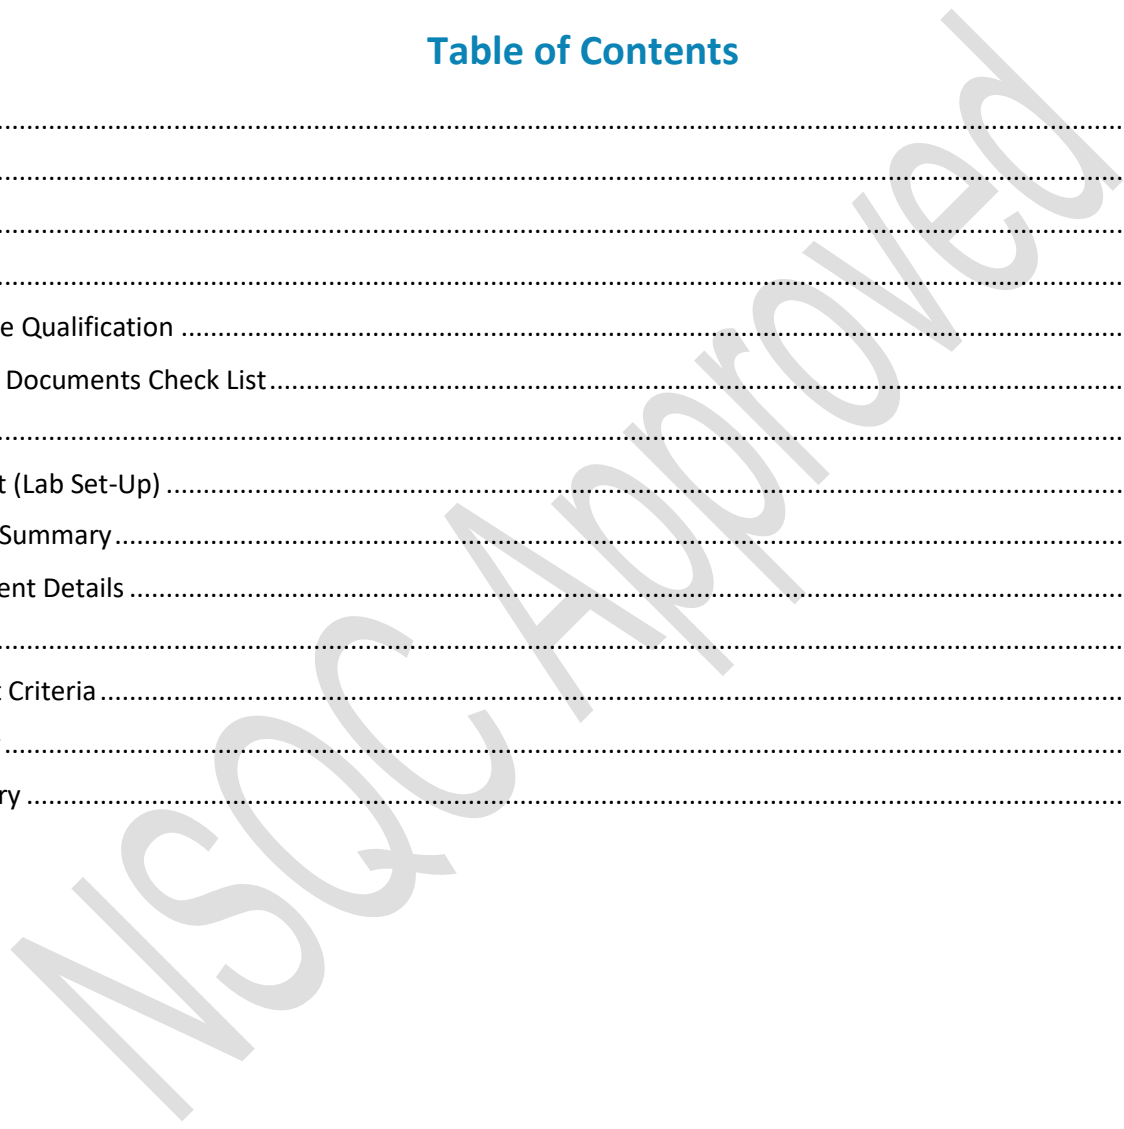 Table of Contents
................................................................
................................................................
................................................................
................................................................
e Qualification ................................................................
Documents Check List ................................................................
................................................................
t (Lab Set-Up) ................................................................
Summary ................................................................
ent Details ................................................................
................................................................
Criteria ................................................................
................................................................
ry ................................................................
NSQC Approved